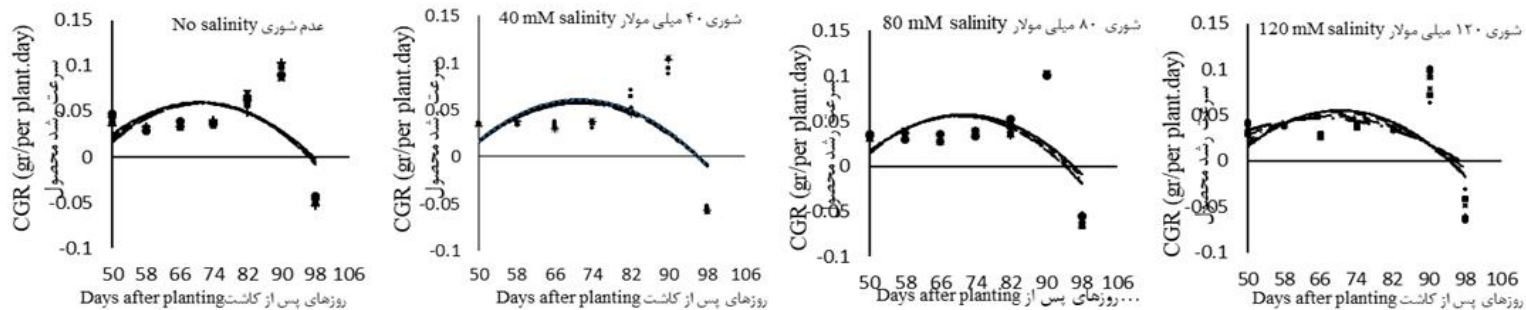 No salinity عدم شوری
CGR (gr/per plant.day)
سرعت رشد محصول
0.15
0.1
0.05
0
-0.05
-0.1
50 58 66 74 82 90 98 106
Days after planting روزهای پس از کاشت
40 mM salinity شوری ۴۰ میلی مولار
CGR (gr/per plant.day)
سرعت رشد محصول
0.15
0.1
0.05
0
-0.05
-0.1
50 58 66 74 82 90 98 106
Days after planting روزهای پس از کاشت
80 mM salinity شوری ۸۰ میلی مولار
CGR (gr/per plant.day)
سرعت رشد محصول
0.15
0.1
0.05
0
-0.05
-0.1
50 58 66 74 82 90 98 106
Days after planting روزهای پس از...
120 mM salinity شوری ۱۲۰ میلی مولار
CGR (gr/per plant.day)
سرعت رشد محصول
0.15
0.1
0.05
0
-0.05
-0.1
50 58 66 74 82 90 98 106
Days after planting روزهای پس از کاشت